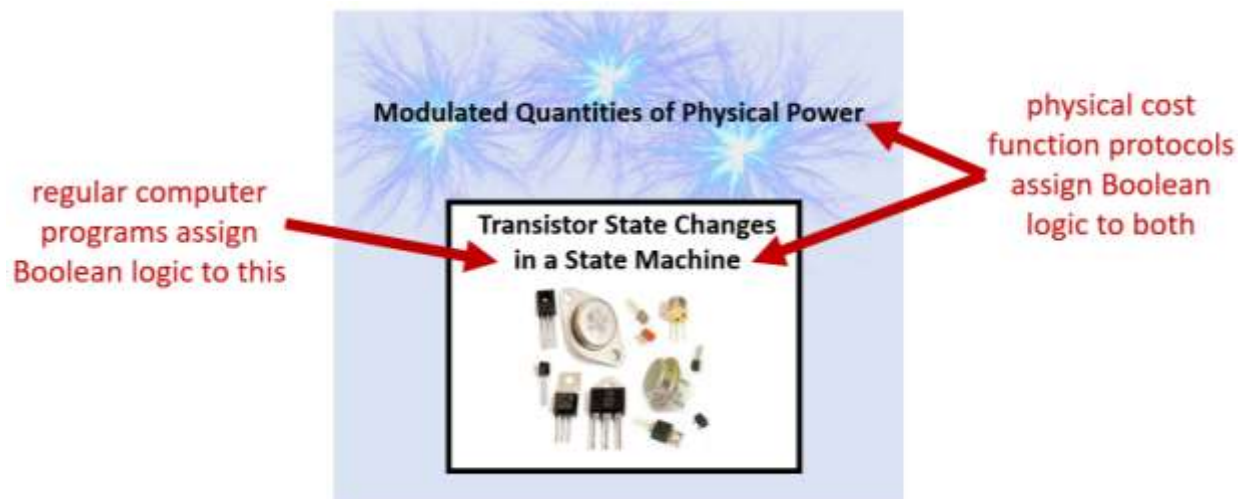 Modulated Quantities of Physical Power
regular computer
programs assign
Boolean logic to this
Transistor State Changes
in a State Machine
physical cost
function protocols
assign Boolean
logic to both